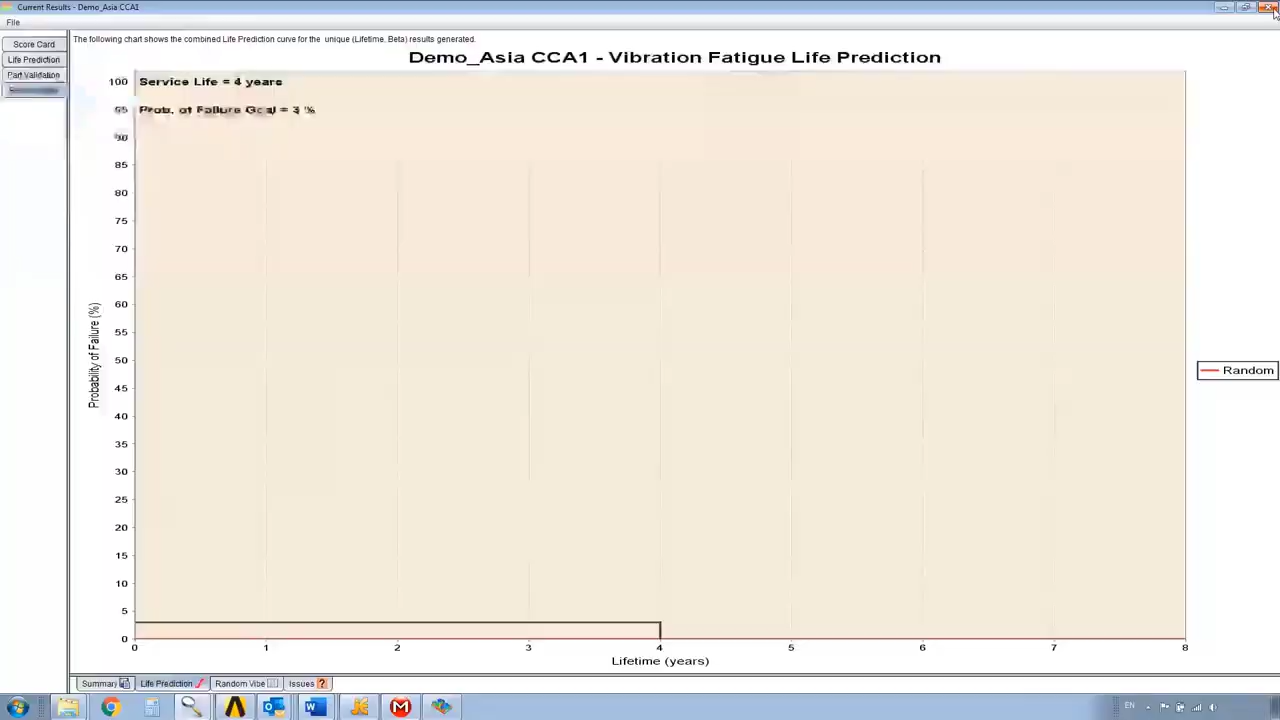 Current Results - Demo_Asia CCA1
File
The following chart shows the combined Life Prediction curve for the unique (Lifetime, Beta) results generated.
Score Card
Life Prediction
Part Validation
Demo_Asia CCA1 - Vibration Fatigue Life Prediction
Service Life = 4 years
Prob. of Failure Goal = 3 %
100
95
90
85
80
75
70
65
60
55
50
45
40
35
30
25
20
15
10
5
0
Probability of Failure (%)
0 1 2 3 4 5 6 7 8
Lifetime (years)
Random
Summary
Life Prediction
Random Vibe
Issues
EN